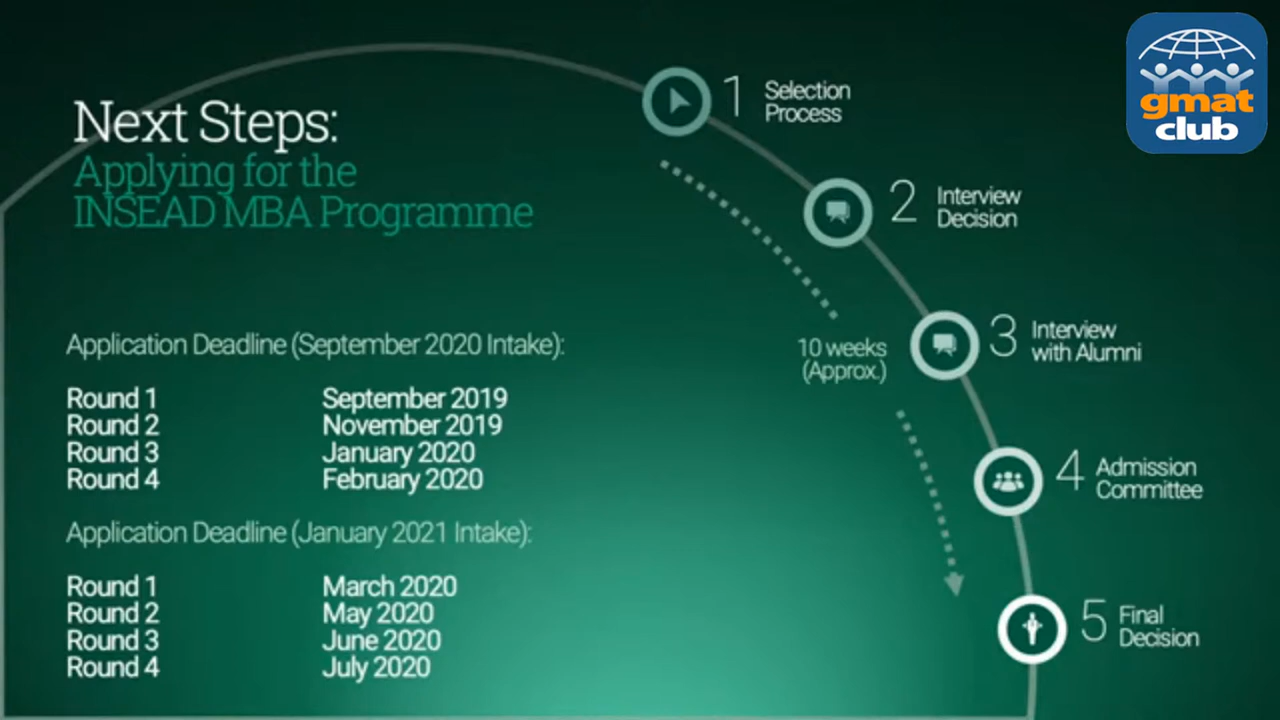 Next Steps:
Applying for the
INSEAD MBA Programme
Application Deadline (September 2020 Intake):
Round 1 September 2019
Round 2 November 2019
Round 3 January 2020
Round 4 February 2020
Application Deadline (January 2021 Intake):
Round 1 March 2020
Round 2 May 2020
Round 3 June 2020
Round 4 July 2020
1 Selection
Process
2 Interview
Decision
3 Interview
with Alumni
10 weeks
(Approx.)
4 Admission
Committee
5 Final
Decision
gmat
club